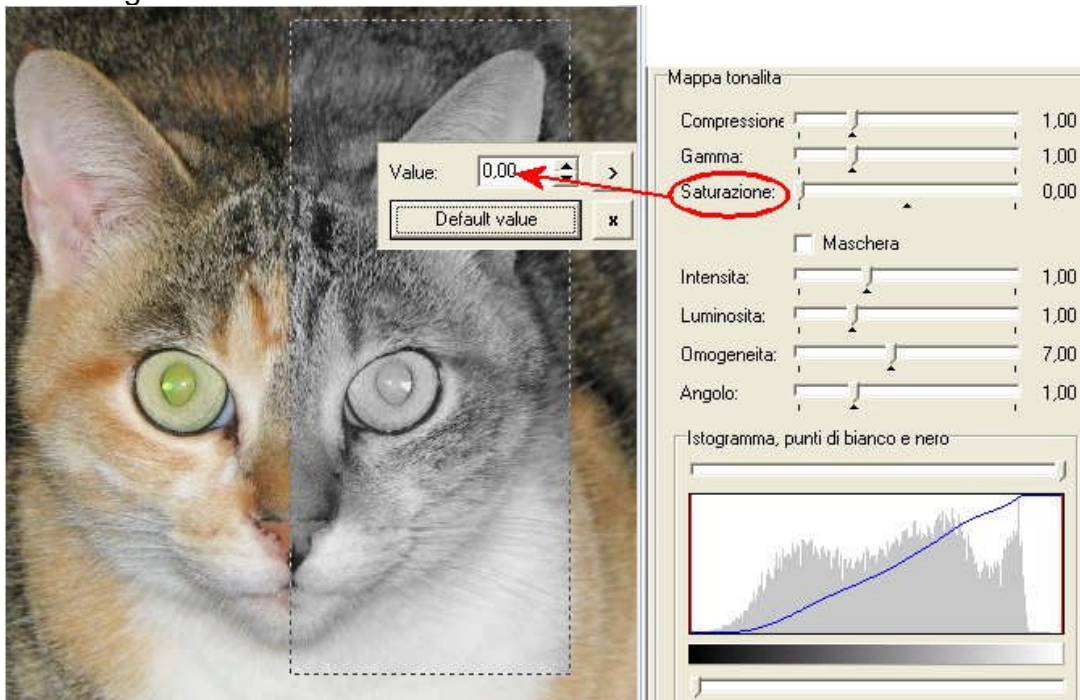 Mappa tonalita
Compressione 1,00
Gamma: 1,00
Saturazione: 0,00
Value: 0,00 >
Default value x
Maschera
Intensita: 1,00
Luminosita: 1,00
Omogeneita: 7,00
Angolo: 1,00
Istogramma, punti di bianco e nero